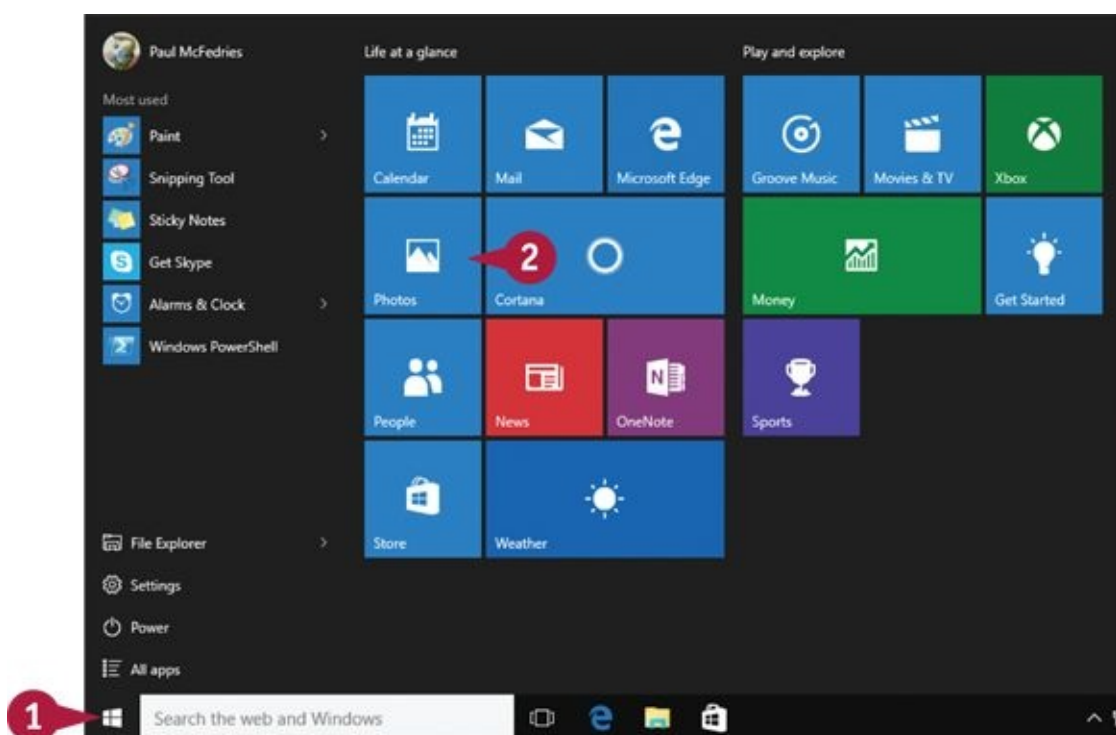 Paul McFedries
Most used
Paint
Snipping Tool
Sticky Notes
Get Skype
Alarms & Clock
Windows PowerShell
File Explorer
Settings
Power
All apps
Life at a glance
Calendar
Mail
Microsoft Edge
Photos
2
Cortana
People
News
N
OneNote
Store
Weather
Play and explore
Groove Music
Movies & TV
Xbox
Money
Get Started
Sports
1
Search the web and Windows